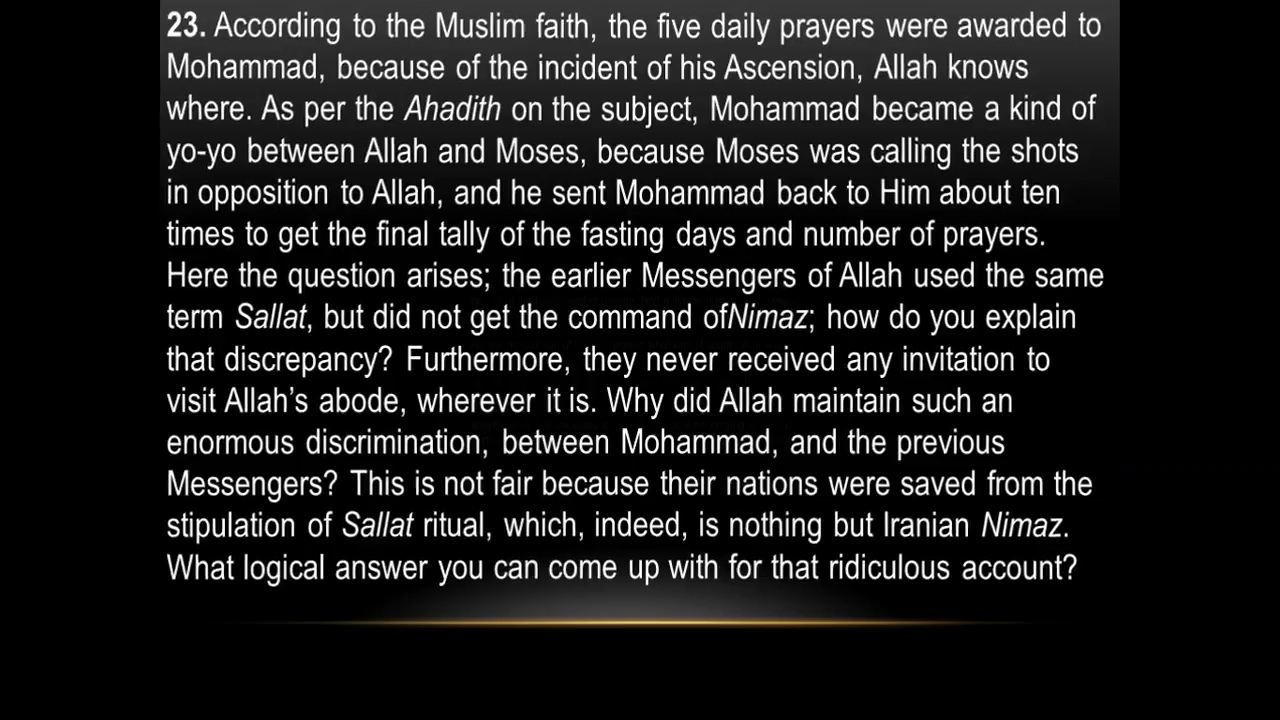 23. According to the Muslim faith, the five daily prayers were awarded to
Mohammad, because of the incident of his Ascension, Allah knows
where. As per the Ahadith on the subject, Mohammad became a kind of
yo-yo between Allah and Moses, because Moses was calling the shots
in opposition to Allah, and he sent Mohammad back to Him about ten
times to get the final tally of the fasting days and number of prayers.
Here the question arises; the earlier Messengers of Allah used the same
term Sallat, but did not get the command ofNimaz; how do you explain
that discrepancy? Furthermore, they never received any invitation to
visit Allah's abode, wherever it is. Why did Allah maintain such an
enormous discrimination, between Mohammad, and the previous
Messengers? This is not fair because their nations were saved from the
stipulation of Sallat ritual, which, indeed, is nothing but Iranian Nimaz.
What logical answer you can come up with for that ridiculous account?